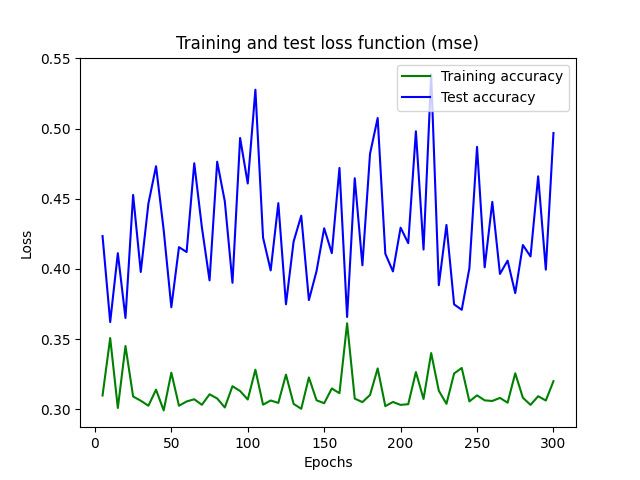 Training and test loss function (mse)
Training accuracy
Test accuracy
0.55
0.50
0.45
0.40
0.35
0.30
Loss
0
50
100
150
200
250
300
Epochs